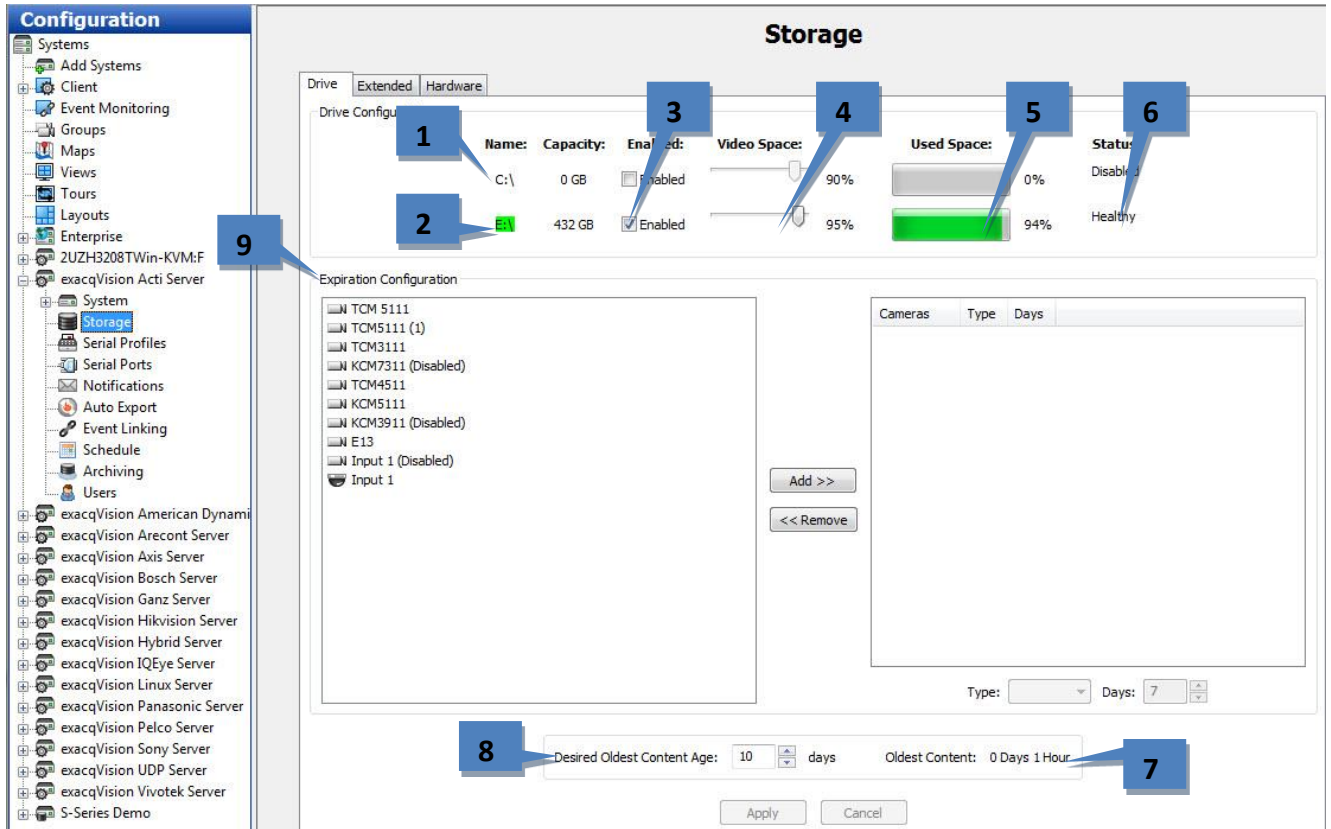 Configuration
Systems
Add Systems
Client
Event Monitoring
Groups
Maps
Views
Tours
Layouts
Enterprise
2UZH3208TWin-KVM:F
exacqVision Acti Server
System
Storage
Serial Profiles
Serial Ports
Notifications
Auto Export
Event Linking
Schedule
Archiving
Users
exacqVision American Dynami
exacqVision Arecont Server
exacqVision Axis Server
exacqVision Bosch Server
exacqVision Ganz Server
exacqVision Hikvision Server
exacqVision Hybrid Server
exacqVision IQEye Server
exacqVision Linux Server
exacqVision Panasonic Server
exacqVision Pelco Server
exacqVision Sony Server
exacqVision UDP Server
exacqVision Vivotek Server
S-Series Demo
Storage
Drive Extended Hardware
Drive Configu
1 2 3 4 5 6
Name: Capacity: Enabled: Video Space: Used Space: Status
C:\ 0 GB Enabled 90% 0% Disabled
E:\ 432 GB Enabled 95% 94% Healthy
9
Expiration Configuration
TCM 5111
TCM5111 (1)
TCM3111
KCM7311 (Disabled)
TCM4511
KCM5111
KCM3911 (Disabled)
E13
Input 1 (Disabled)
Input 1
Add >>
<< Remove
Cameras Type Days
Type: Days: 7
8 Desired Oldest Content Age: 10 days Oldest Content: 0 Days 1 Hour 7
Apply Cancel